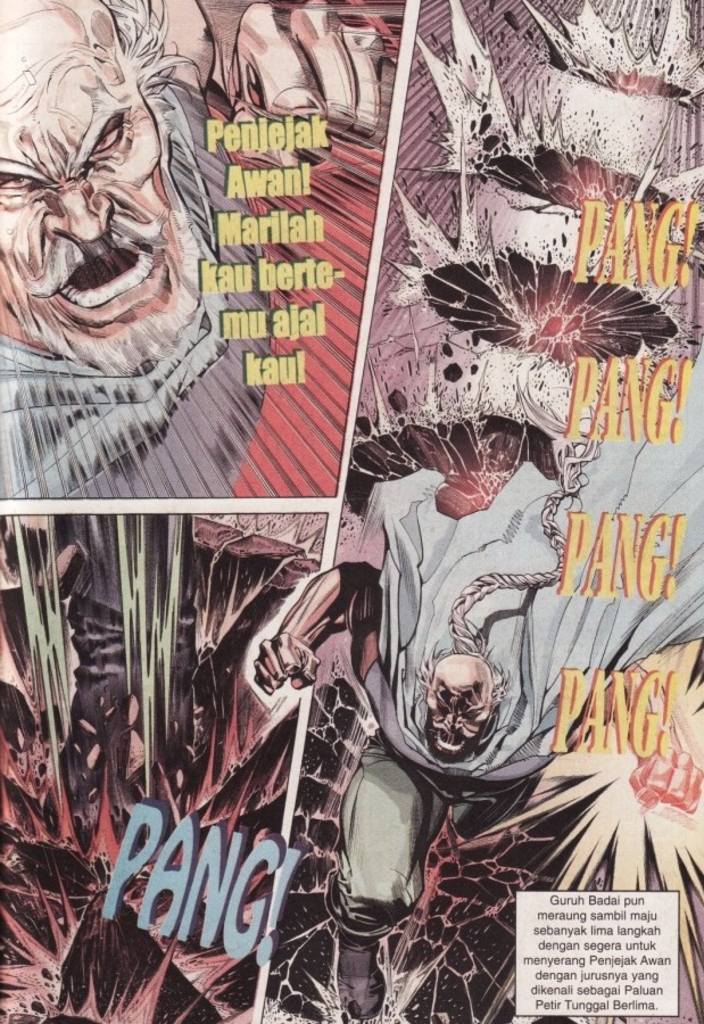 Penjejak
Awan!
Marilah
kau berte-
mu ajal
kau!
PANG!
PANG!
PANG!
PANG!
PANG!
Guruh Badai pun
meraung sambil maju
sebanyak lima langkah
dengan segera untuk
menyerang Penjejak Awan
dengan jurusnya yang
dikenali sebagai Paluan
Petir Tunggal Berlima.